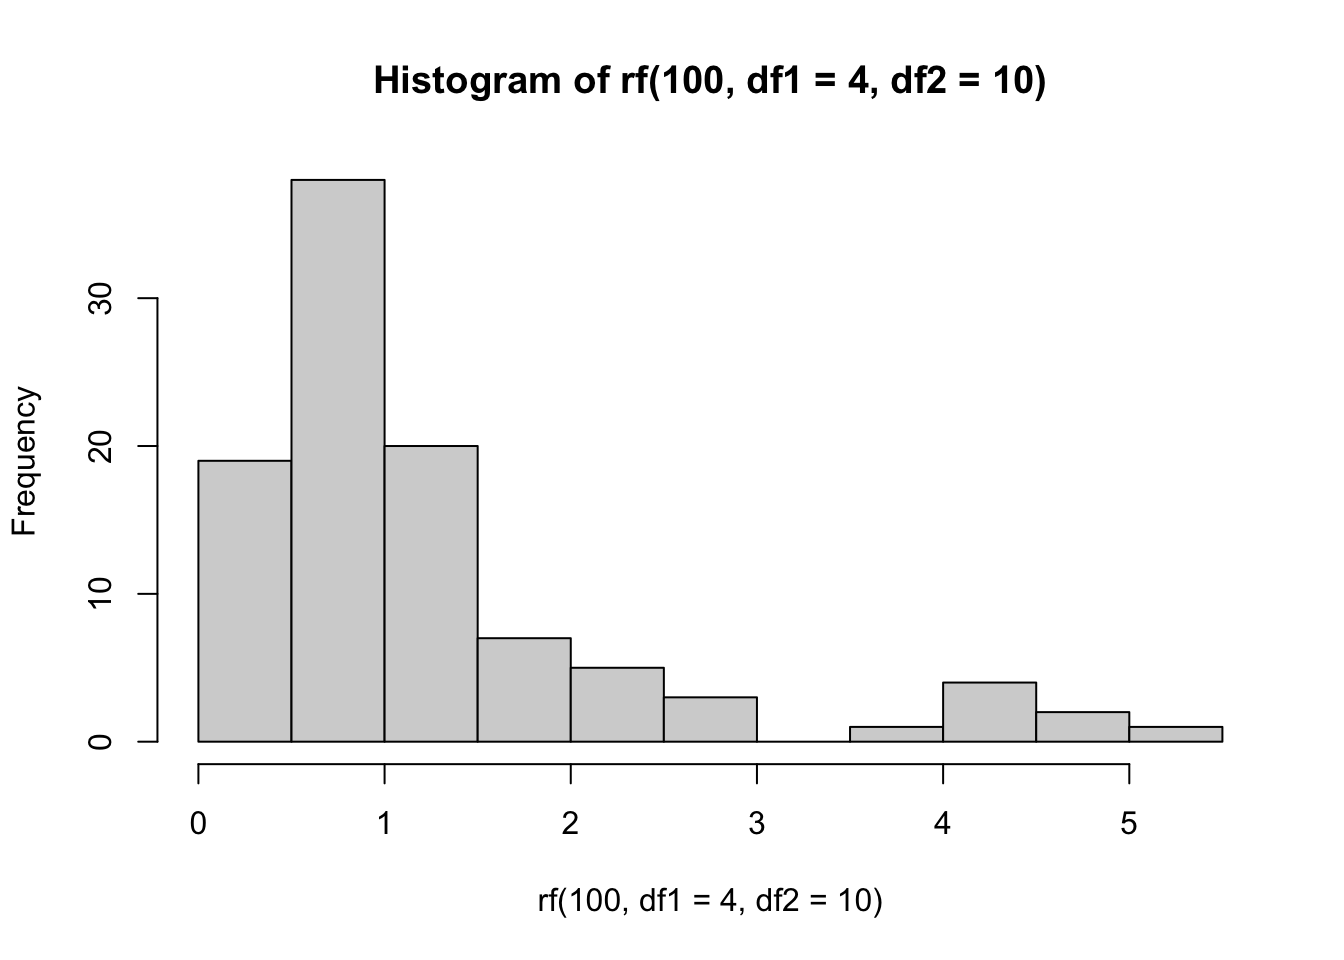 Histogram of rf(100, df1 = 4, df2 = 10)
Frequency
30
20
10
0
0 1 2 3 4 5
rf(100, df1 = 4, df2 = 10)